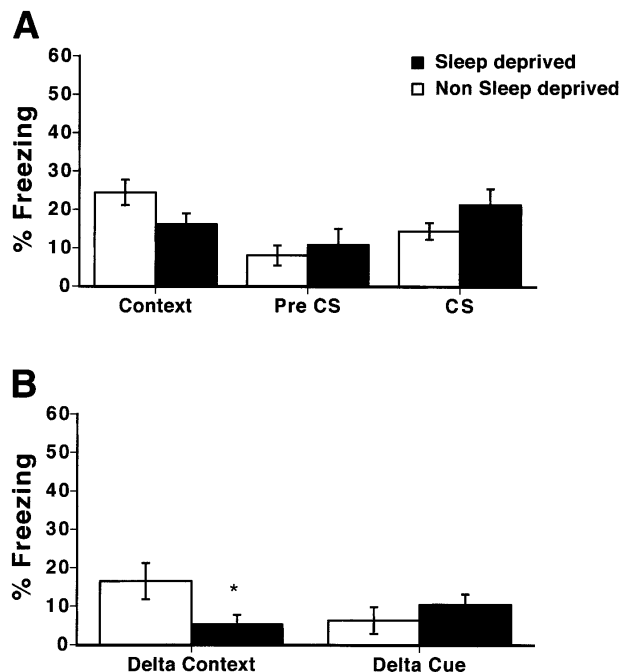 A
60
50
40
30
20
10
0
% Freezing
Sleep deprived
Non Sleep deprived
Context Pre CS CS
B
60
50
40
30
20
10
0
% Freezing
*
Delta Context Delta Cue